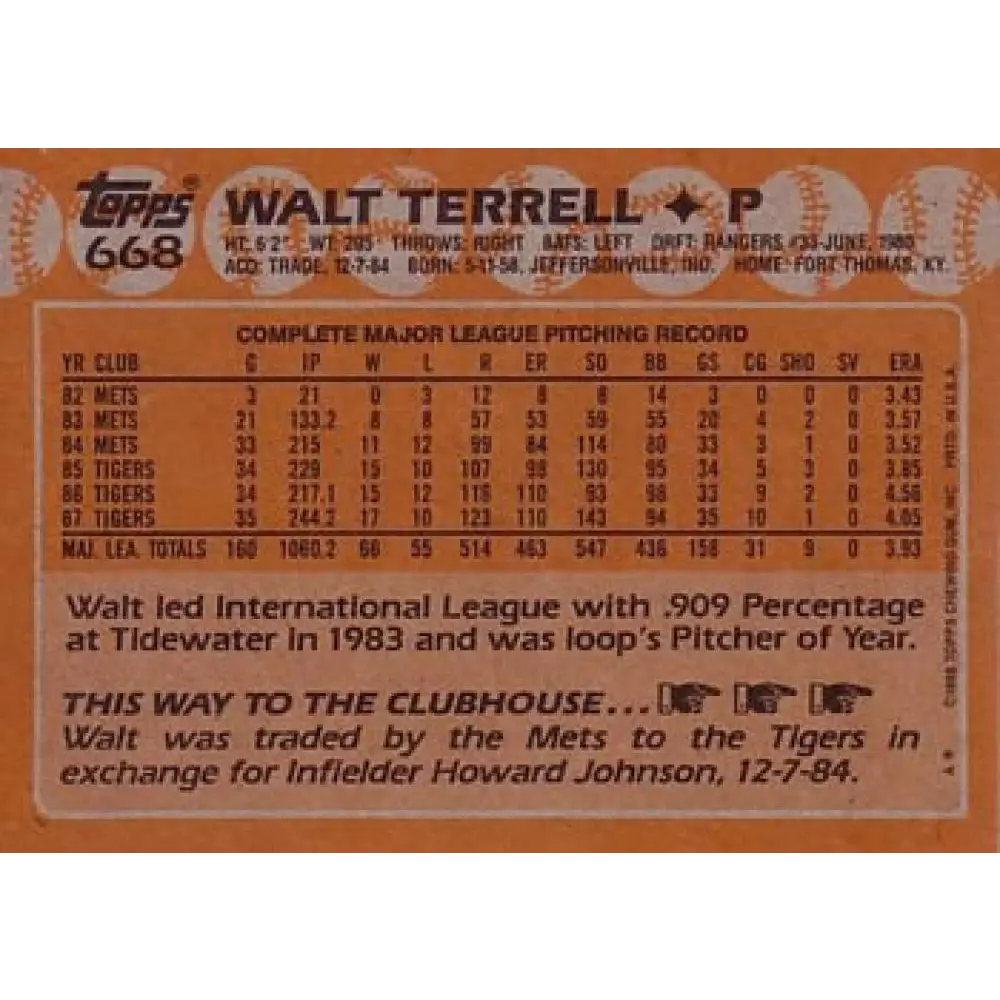 Topps®
668
WALT TERRELL ✦ P
HT: 6'2" WT: 205 THROWS: RIGHT BATS: LEFT DRFT: RANGERS #33-JUNE, 1980
ACQ: TRADE, 12-7-84 BORN: 5-11-58, JEFFERSONVILLE, IND. HOME: FORT THOMAS, KY.
COMPLETE MAJOR LEAGUE PITCHING RECORD
YR CLUB G IP W L R ER SO BB GS CG SHO SV ERA
82 METS 3 21 0 3 12 8 8 14 3 0 0 0 3.43
83 METS 21 133.2 8 8 57 53 59 55 20 4 2 0 3.57
84 METS 33 215 11 12 99 84 114 80 33 3 1 0 3.52
85 TIGERS 34 229 15 10 107 98 130 95 34 5 3 0 3.85
86 TIGERS 34 217.1 15 12 116 110 93 98 33 9 2 0 4.56
87 TIGERS 35 244.2 17 10 123 110 143 94 35 10 1 0 4.05
MAJ. LEA. TOTALS 160 1060.2 66 55 514 463 547 436 158 31 9 0 3.93
Walt led International League with .909 Percentage
at Tidewater in 1983 and was loop's Pitcher of Year.
THIS WAY TO THE CLUBHOUSE...
Walt was traded by the Mets to the Tigers in
exchange for Infielder Howard Johnson, 12-7-84.
©1988 TOPPS CHEWING GUM, INC. PRTD. IN U.S.A.